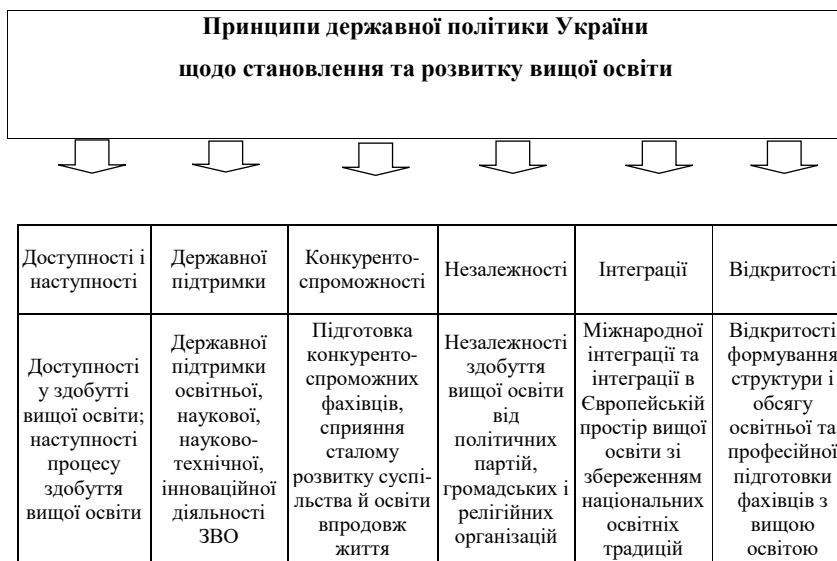 Принципи державної політики України
щодо становлення та розвитку вищої освіти
Доступності і
наступності
Державної
підтримки
Конкуренто-
спроможності
Незалежності
Інтеграції
Відкритості
Доступності
у здобутті
вищої освіти;
наступності
процесу
здобуття
вищої освіти
Державної
підтримки
освітньої,
наукової,
науково-
технічної,
інноваційної
діяльності
ЗВО
Підготовка
конкуренто-
спроможних
фахівців,
сприяння
сталому
розвитку суспі-
льства й освіти
впродовж
життя
Незалежності
здобуття
вищої освіти
від
політичних
партій,
громадських і
релігійних
організацій
Міжнародної
інтеграції та
інтеграції в
Європейській
простір вищої
освіти зі
збереженням
національних
освітніх
традицій
Відкритості
формування
структури і
обсягу
освітньої та
професійної
підготовки
фахівців з
вищою
освітою